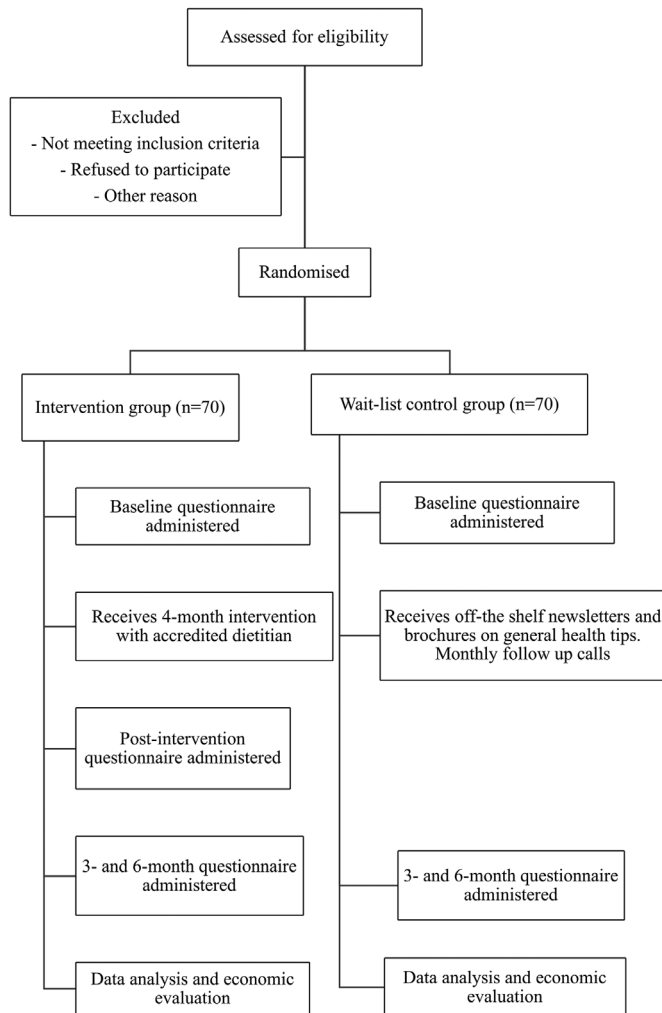 Assessed for eligibility
Excluded
- Not meeting inclusion criteria
- Refused to participate
- Other reason
Randomised
Intervention group (n=70)
Wait-list control group (n=70)
Baseline questionnaire
administered
Baseline questionnaire
administered
Receives 4-month intervention
with accredited dietitian
Receives off-the shelf newsletters and
brochures on general health tips.
Monthly follow up calls
Post-intervention
questionnaire administered
3- and 6-month questionnaire
administered
3- and 6-month questionnaire
administered
Data analysis and economic
evaluation
Data analysis and economic
evaluation